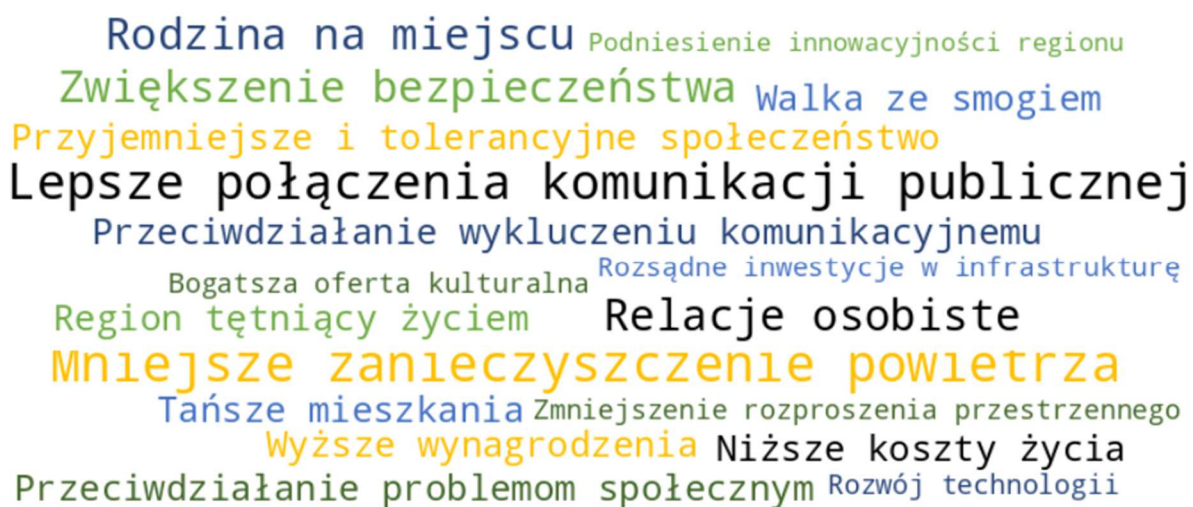 Rodzina na miejscu
Podniesienie innowacyjności regionu
Zwiększenie bezpieczeństwa
Walka ze smogiem
Przyjemniejsze i tolerancyjne społeczeństwo
Lepsze połączenia komunikacji publicznej
Przeciwdziałanie wykluczeniu komunikacyjnemu
Rozsądne inwestycje w infrastrukturę
Bogatsza oferta kulturalna
Region tętniący życiem
Relacje osobiste
Mniejsze zanieczyszczenie powietrza
Tańsze mieszkania
Zmniejszenie rozproszenia przestrzennego
Wyższe wynagrodzenia
Niższe koszty życia
Przeciwdziałanie problemom społecznym
Rozwój technologii